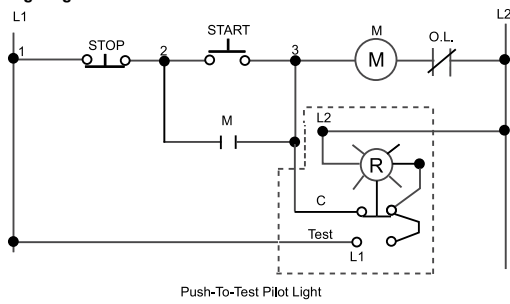 L1
L2
STOP
START
M
O.L.
1
2
3
M
M
L2
R
C
Test
L1
Push-To-Test Pilot Light